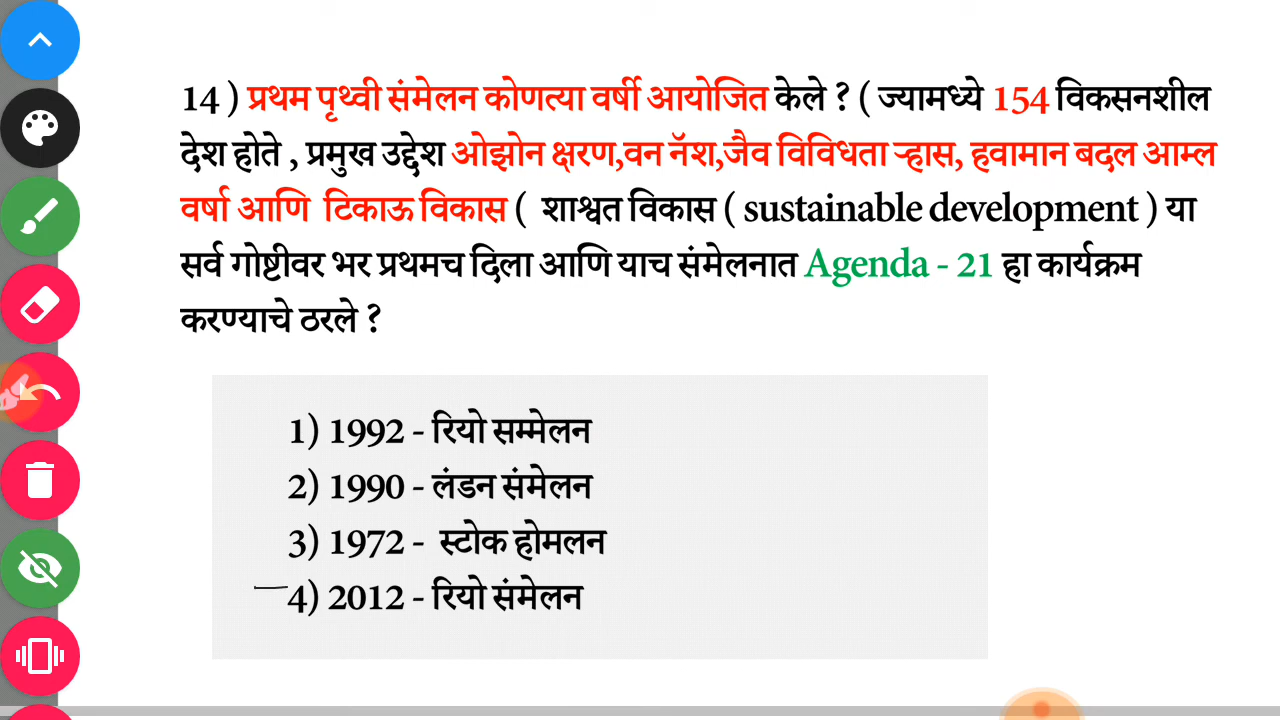 14 ) प्रथम पृथ्वी संमेलन कोणत्या वर्षी आयोजित केले ? ( ज्यामध्ये 154 विकसनशील
देश होते , प्रमुख उद्देश ओझोन क्षरण,वन नॅश,जैव विविधता ऱ्हास, हवामान बदल आम्ल
वर्षा आणि टिकाऊ विकास ( शाश्वत विकास ( sustainable development ) या
सर्व गोष्टीवर भर प्रथमच दिला आणि याच संमेलनात Agenda - 21 हा कार्यक्रम
करण्याचे ठरले ?
1) 1992 - रियो सम्मेलन
2) 1990 - लंडन संमेलन
3) 1972 - स्टोक होमलन
4) 2012 - रियो संमेलन